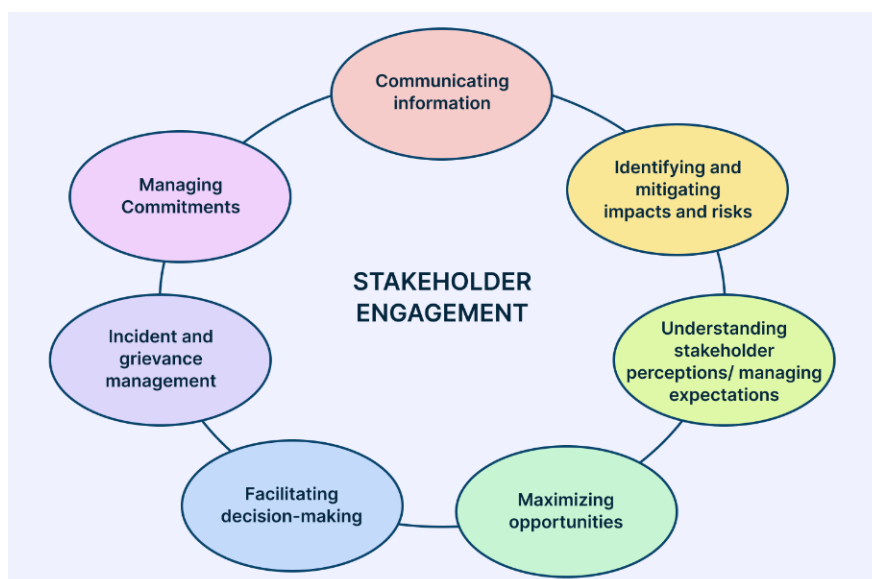 Communicating
information
Identifying and
mitigating
impacts and risks
Understanding
stakeholder
perceptions/ managing
expectations
Maximizing
opportunities
Facilitating
decision-making
Incident and
grievance
management
Managing
Commitments
STAKEHOLDER
ENGAGEMENT